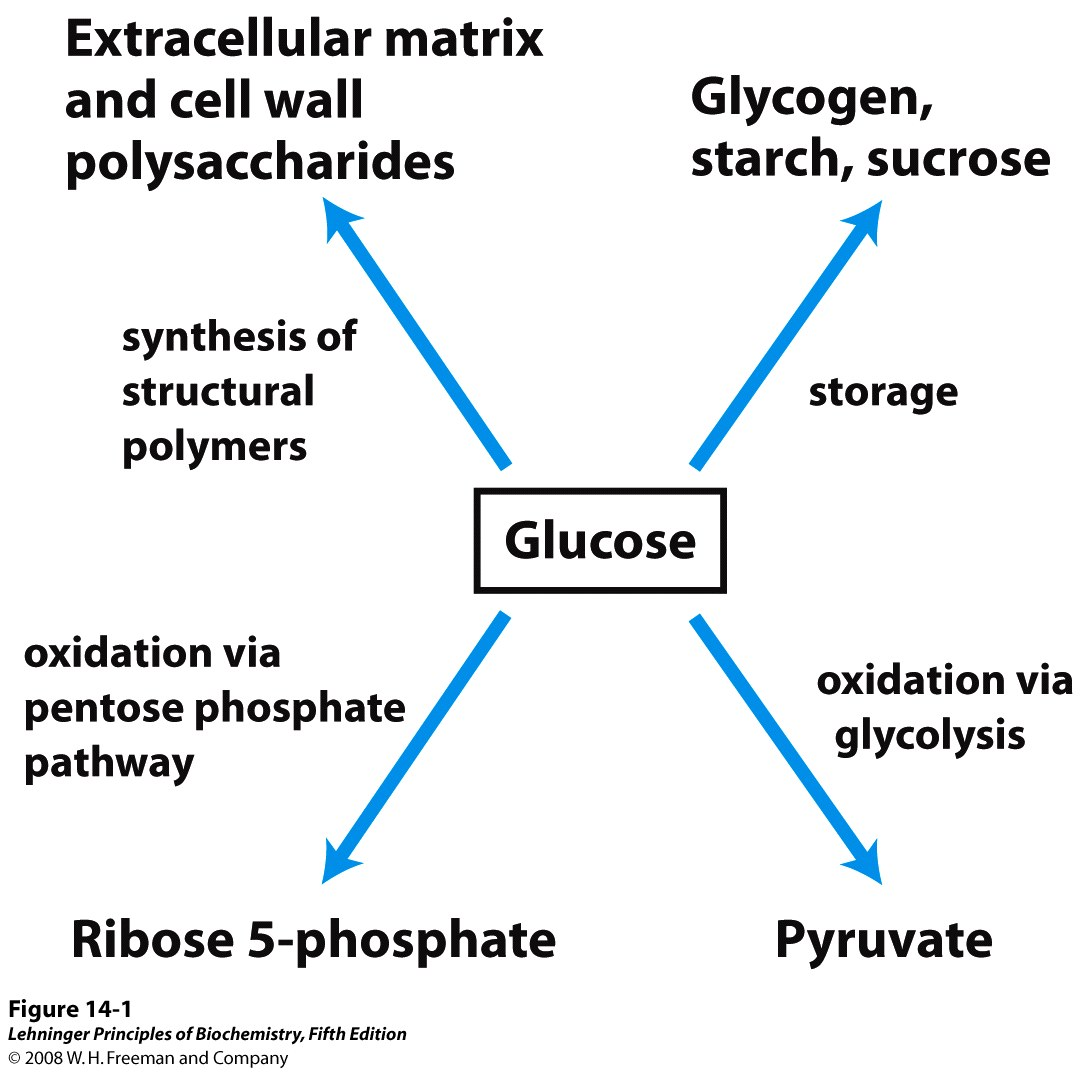 Extracellular matrix
and cell wall
polysaccharides
Glycogen,
starch, sucrose
synthesis of
structural
polymers
storage
Glucose
oxidation via
pentose phosphate
pathway
oxidation via
glycolysis
Ribose 5-phosphate
Pyruvate
Figure 14-1
Lehninger Principles of Biochemistry, Fifth Edition
© 2008 W. H. Freeman and Company